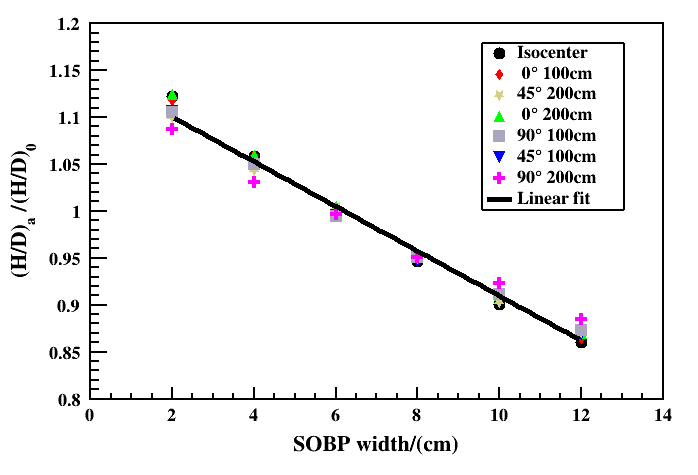 1.2
1.15
1.1
1.05
1
0.95
0.9
0.85
0.8
(H/D)a /(H/D)0
0 2 4 6 8 10 12 14
SOBP width/(cm)
Isocenter
0° 100cm
45° 200cm
0° 200cm
90° 100cm
45° 100cm
90° 200cm
Linear fit